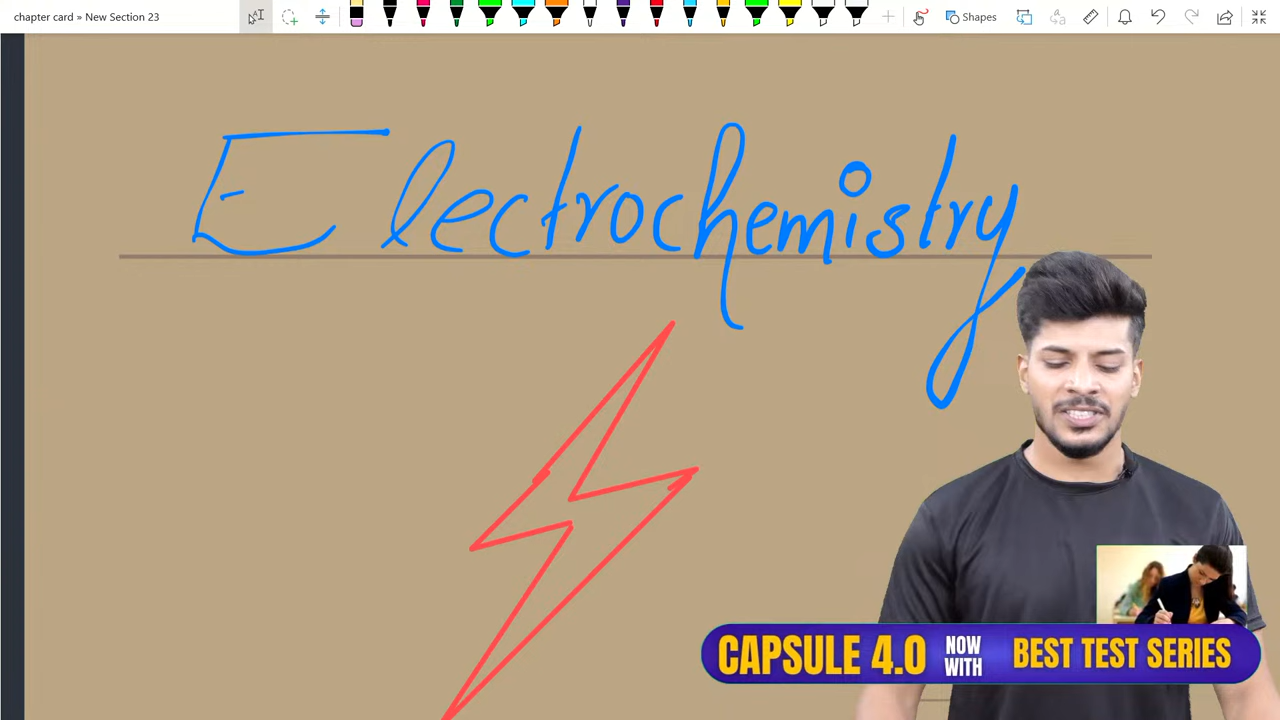 chapter card » New Section 23
Shapes
Electrochemistry
CAPSULE 4.0 NOW WITH BEST TEST SERIES